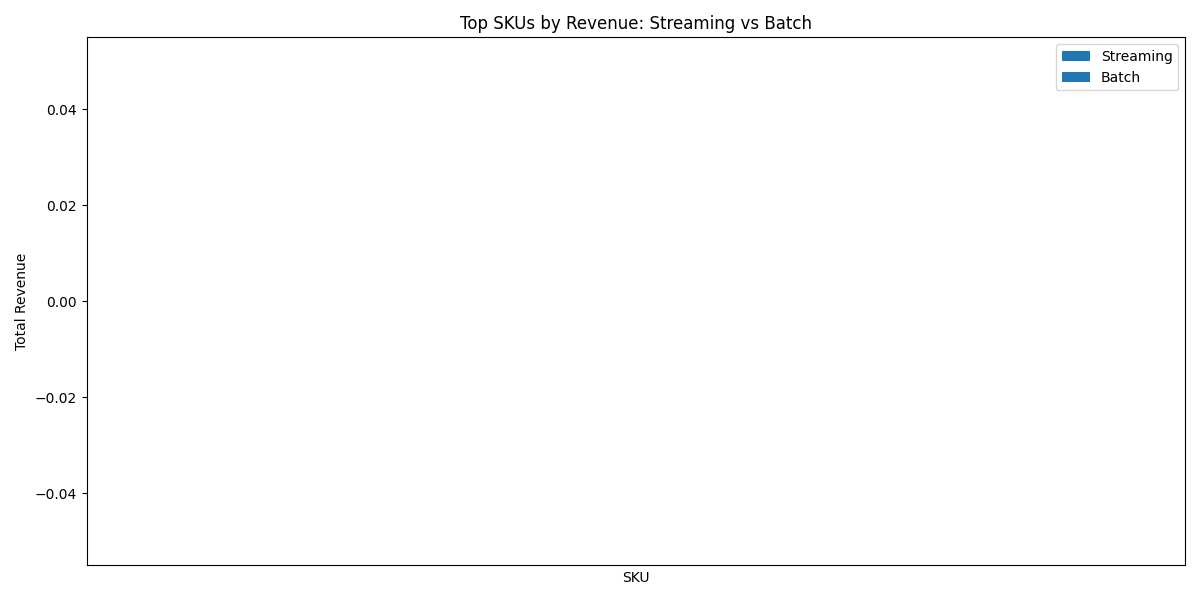 Top SKUs by Revenue: Streaming vs Batch
Streaming
Batch
0.04
0.02
0.00
−0.02
−0.04
Total Revenue
SKU